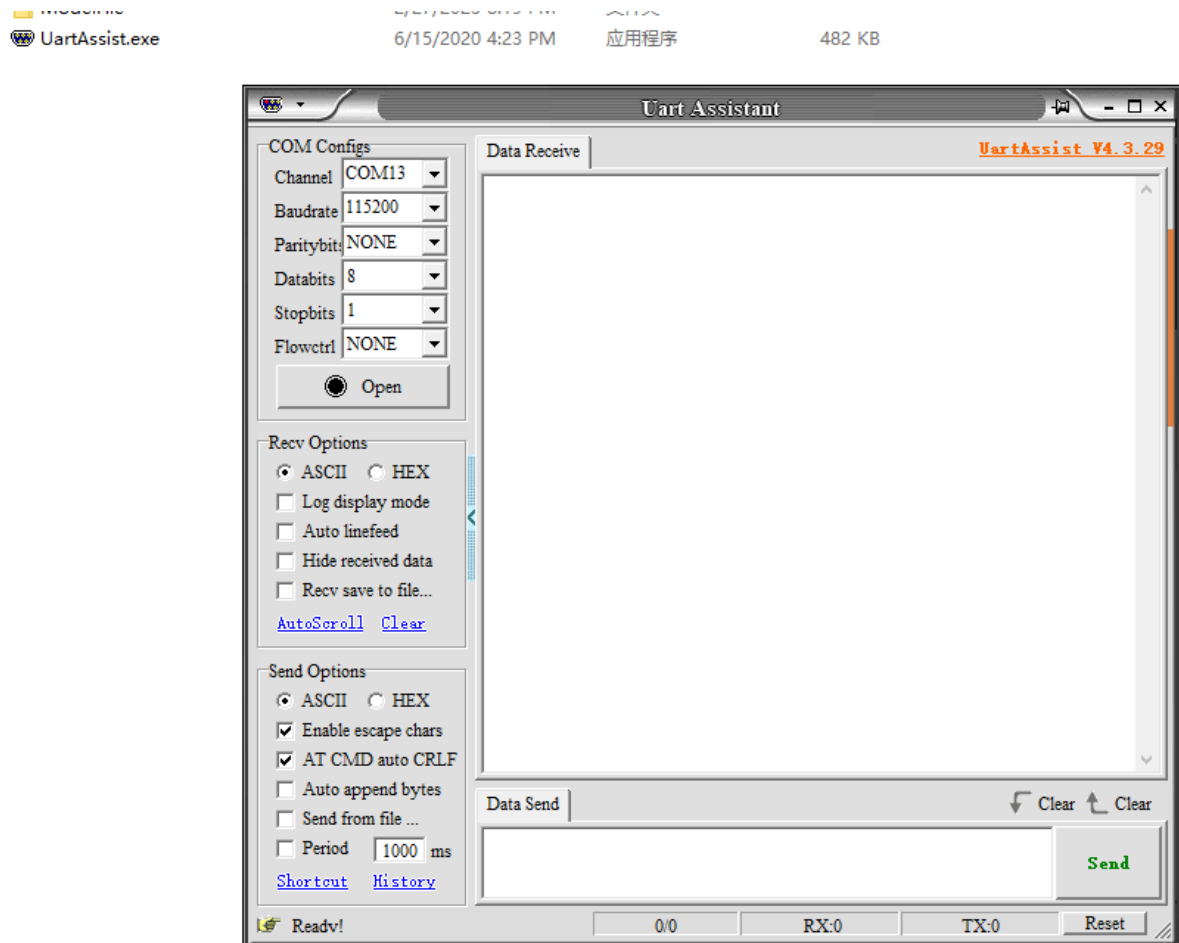 UartAssist.exe 6/15/2020 4:23 PM 应用程序 482 KB
Uart Assistant
COM Configs
Channel COM13
Baudrate 115200
Paritybit: NONE
Databits 8
Stopbits 1
Flowctrl NONE
Open
Recv Options
ASCII HEX
Log display mode
Auto linefeed
Hide received data
Recv save to file...
AutoScroll Clear
Send Options
ASCII HEX
Enable escape chars
AT CMD auto CRLF
Auto append bytes
Send from file ...
Period 1000 ms
Shortcut History
Data Receive
UartAssist V4.3.29
Data Send
Clear Clear
Send
Ready! 0/0 RX:0 TX:0 Reset